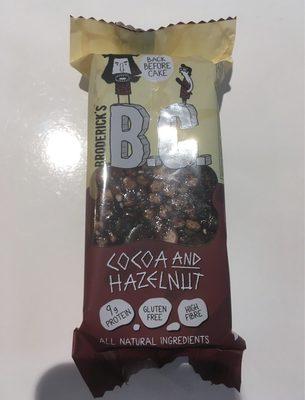 BACK
BEFORE
CAKE
BRODERICK'S
B.C.
COCOA AND
HAZELNUT
9g
PROTEIN
GLUTEN
FREE
HIGH
FIBRE
ALL NATURAL INGREDIENTS